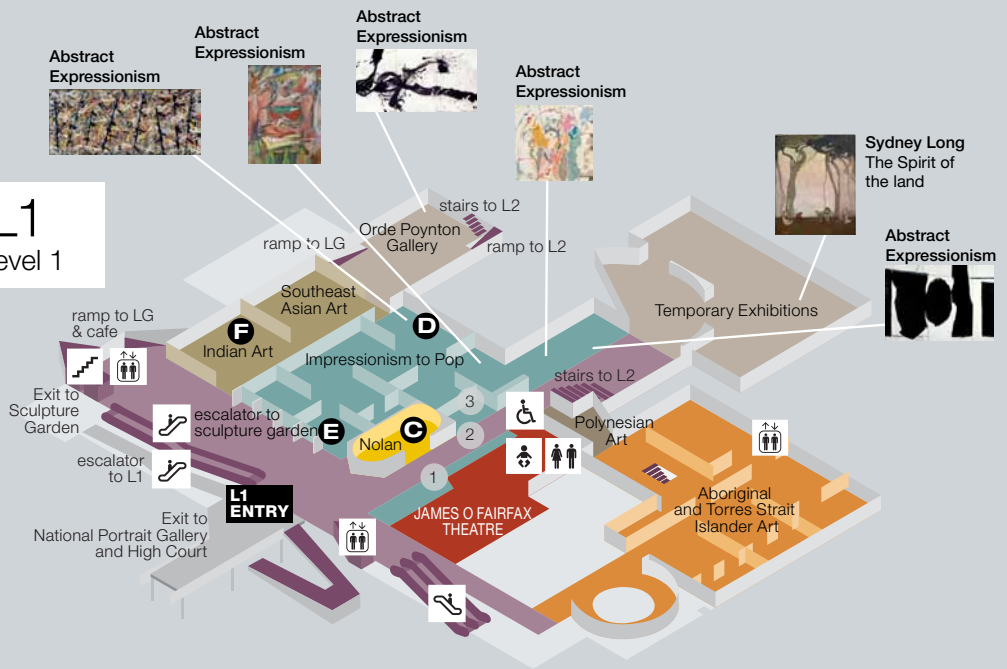 Abstract
Expressionism
Abstract
Expressionism
Abstract
Expressionism
Abstract
Expressionism
Sydney Long
The Spirit of
the land
Abstract
Expressionism
L1
evel 1
stairs to L2
Orde Poynton
Gallery
ramp to LG
ramp to L2
Southeast
Asian Art
Temporary Exhibitions
ramp to LG
& cafe
F
Indian Art
D
Impressionism to Pop
stairs to L2
Exit to
Sculpture
Garden
escalator to
sculpture garden
E
Nolan
C
3
2
1
Polynesian
Art
escalator
to L1
L1
ENTRY
JAMES O FAIRFAX
THEATRE
Aboriginal
and Torres Strait
Islander Art
Exit to
National Portrait Gallery
and High Court